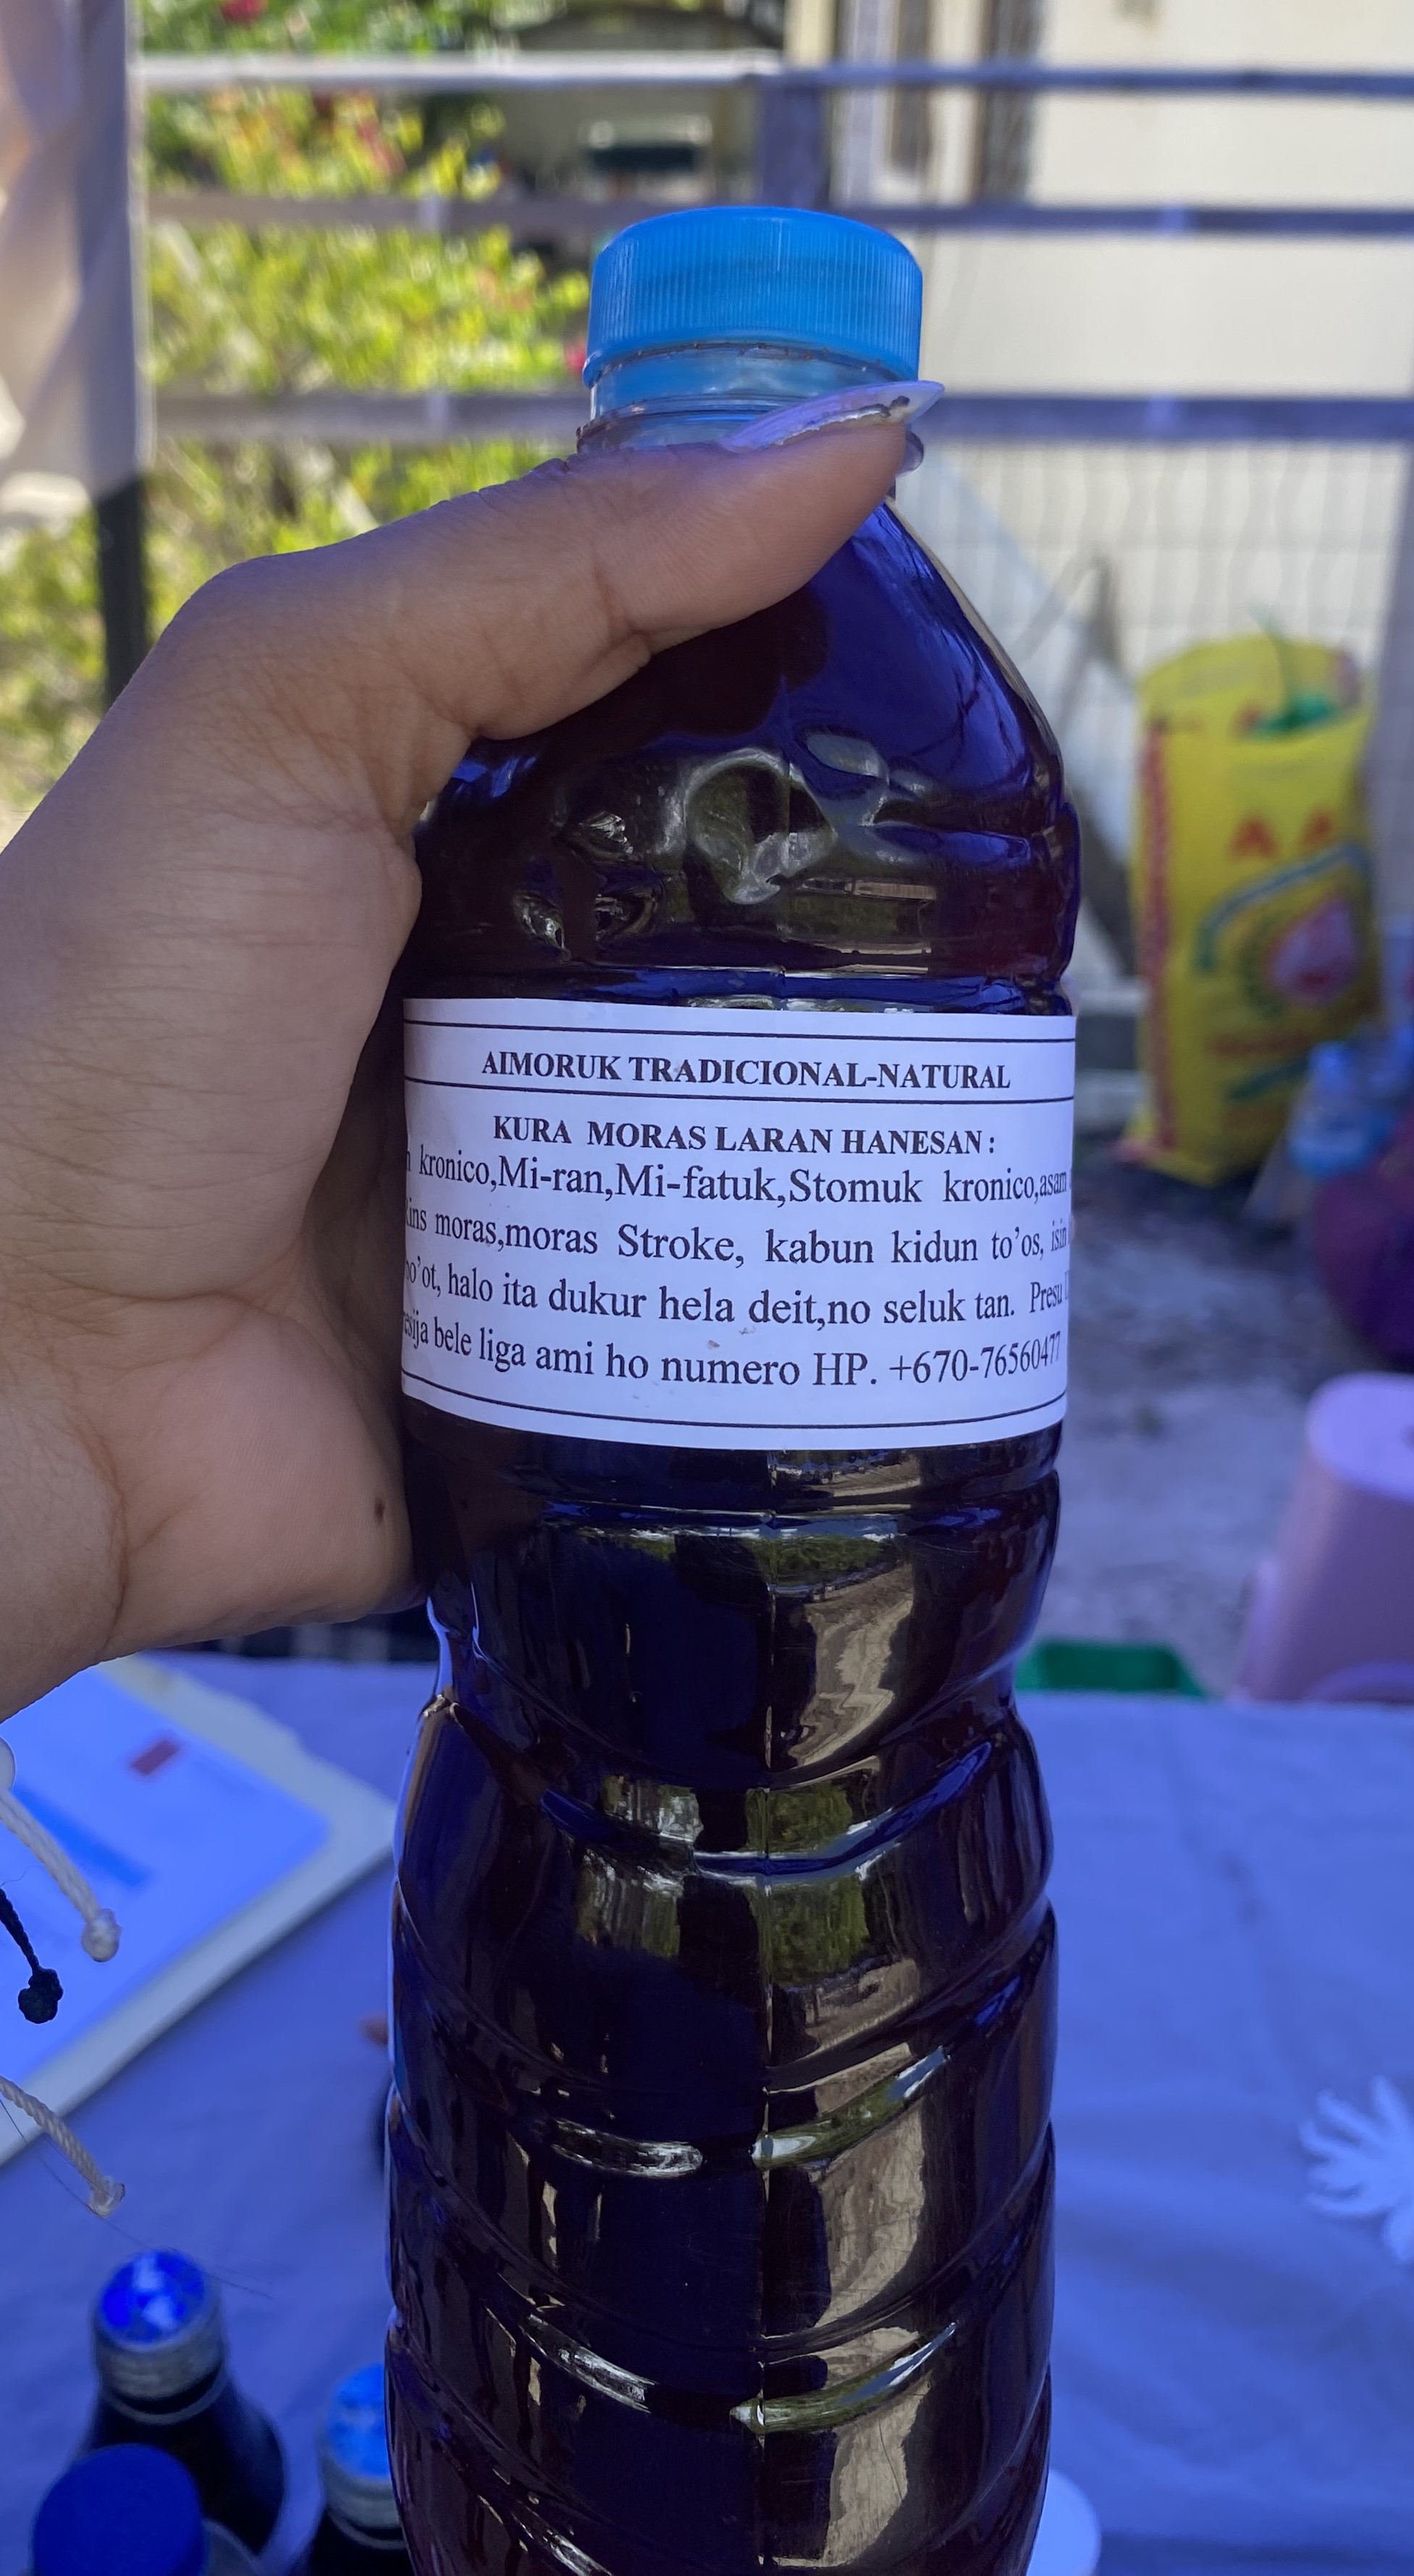 AIMORUK TRADICIONAL-NATURAL
KURA MORAS LARAN HANESAN :
kronico,Mi-ran,Mi-fatuk,Stomuk kronico,asam
moras,moras Stroke, kabun kidun to'os, isin
halo ita dukur hela deit,no seluk tan. Presu
bele liga ami ho numero HP. +670-76560477